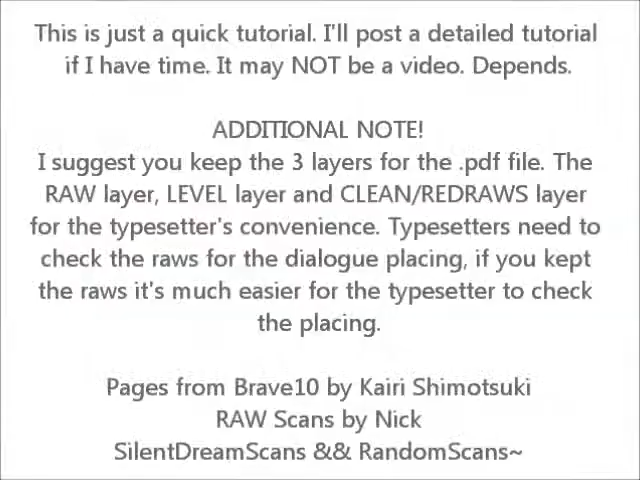 This is just a quick tutorial. I'll post a detailed tutorial
if I have time. It may NOT be a video. Depends.
ADDITIONAL NOTE!
I suggest you keep the 3 layers for the .pdf file. The
RAW layer, LEVEL layer and CLEAN/REDRAWS layer
for the typesetter's convenience. Typesetters need to
check the raws for the dialogue placing, if you kept
the raws it's much easier for the typesetter to check
the placing.
Pages from Brave10 by Kairi Shimotsuki
RAW Scans by Nick
SilentDreamScans && RandomScans~